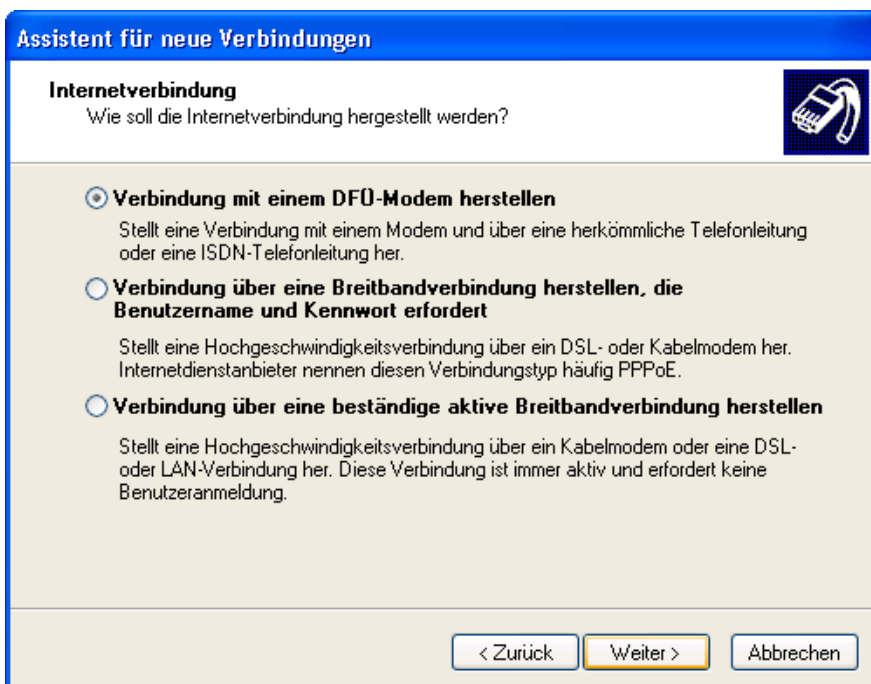 Assistent für neue Verbindungen
Internetverbindung
Wie soll die Internetverbindung hergestellt werden?
Verbindung mit einem DFÜ-Modem herstellen
Stellt eine Verbindung mit einem Modem und über eine herkömmliche Telefonleitung
oder eine ISDN-Telefonleitung her.
Verbindung über eine Breitbandverbindung herstellen, die
Benutzername und Kennwort erfordert
Stellt eine Hochgeschwindigkeitsverbindung über ein DSL- oder Kabelmodem her.
Internetdienstanbieter nennen diesen Verbindungstyp häufig PPPoE.
Verbindung über eine beständige aktive Breitbandverbindung herstellen
Stellt eine Hochgeschwindigkeitsverbindung über ein Kabelmodem oder eine DSL-
oder LAN-Verbindung her. Diese Verbindung ist immer aktiv und erfordert keine
Benutzeranmeldung.
< Zurück Weiter > Abbrechen